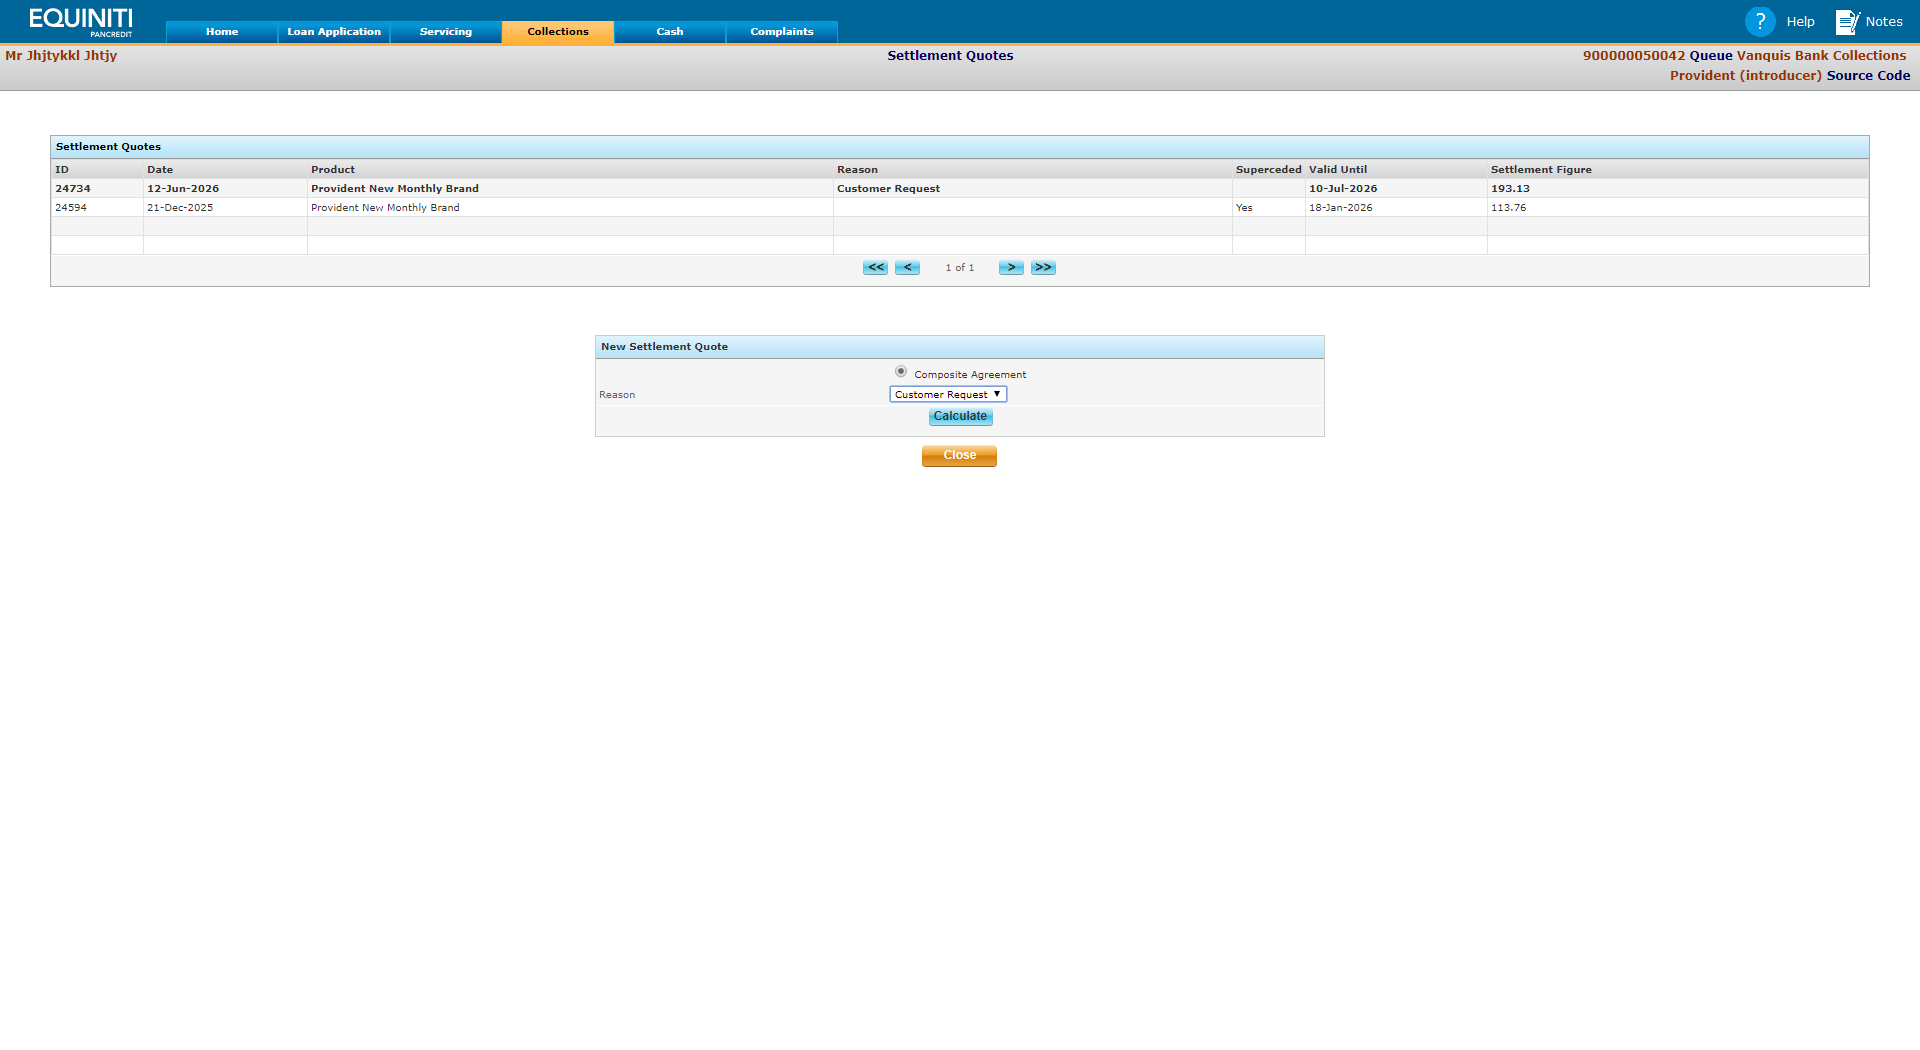 EQUINITI
PANCREDIT
Home Loan Application Servicing Collections Cash Complaints
? Help Notes
Mr Jhjtykkl Jhtjy Settlement Quotes 900000050042 Queue Vanquis Bank Collections
Provident (introducer) Source Code
Settlement Quotes
ID Date Product Reason Superceded Valid Until Settlement Figure
24734 12-Jun-2026 Provident New Monthly Brand Customer Request 10-Jul-2026 193.13
24594 21-Dec-2025 Provident New Monthly Brand Yes 18-Jan-2026 113.76
<< < 1 of 1 > >>
New Settlement Quote
Composite Agreement
Reason Customer Request ▼
Calculate
Close